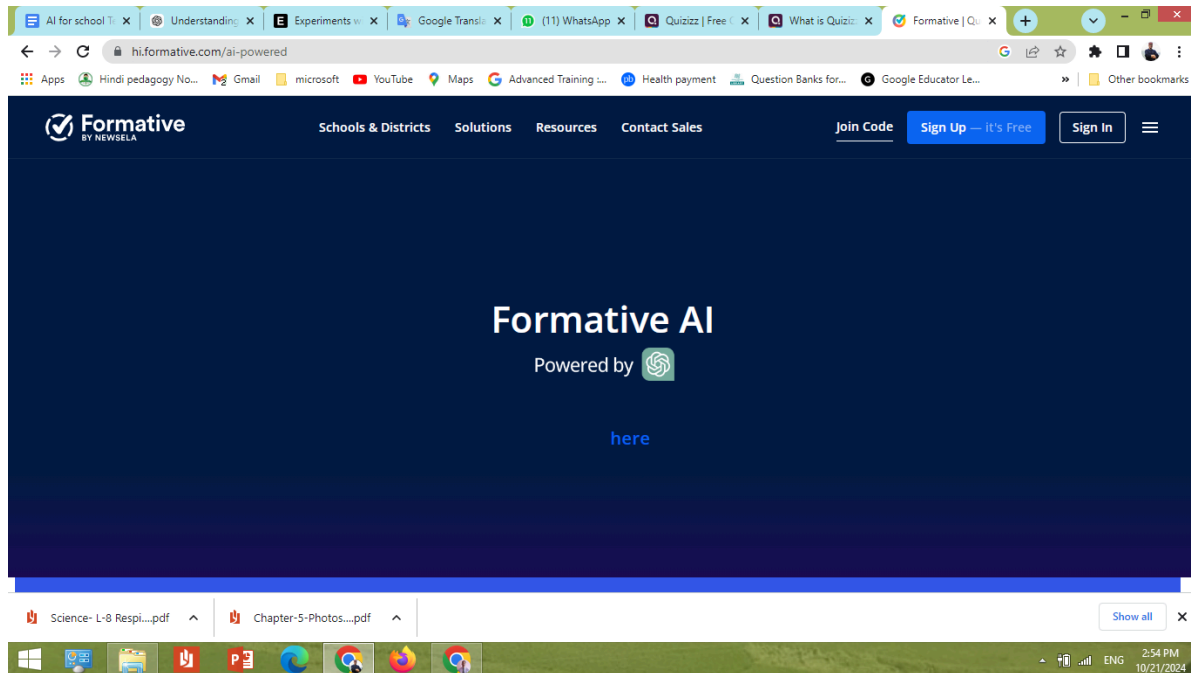 AI for school Te
Understanding
Experiments w
Google Transla
(11) WhatsApp
Quizizz | Free O
What is Quizizz
Formative | Qu
hi.formative.com/ai-powered
Apps
Hindi pedagogy No...
Gmail
microsoft
YouTube
Maps
Advanced Training :...
Health payment
Question Banks for...
Google Educator Le...
»
Other bookmarks
Formative
BY NEWSELA
Schools & Districts
Solutions
Resources
Contact Sales
Join Code
Sign Up — it's Free
Sign In
Formative AI
Powered by
here
Science- L-8 Respi....pdf
Chapter-5-Photos....pdf
Show all
ENG
2:54 PM
10/21/2024